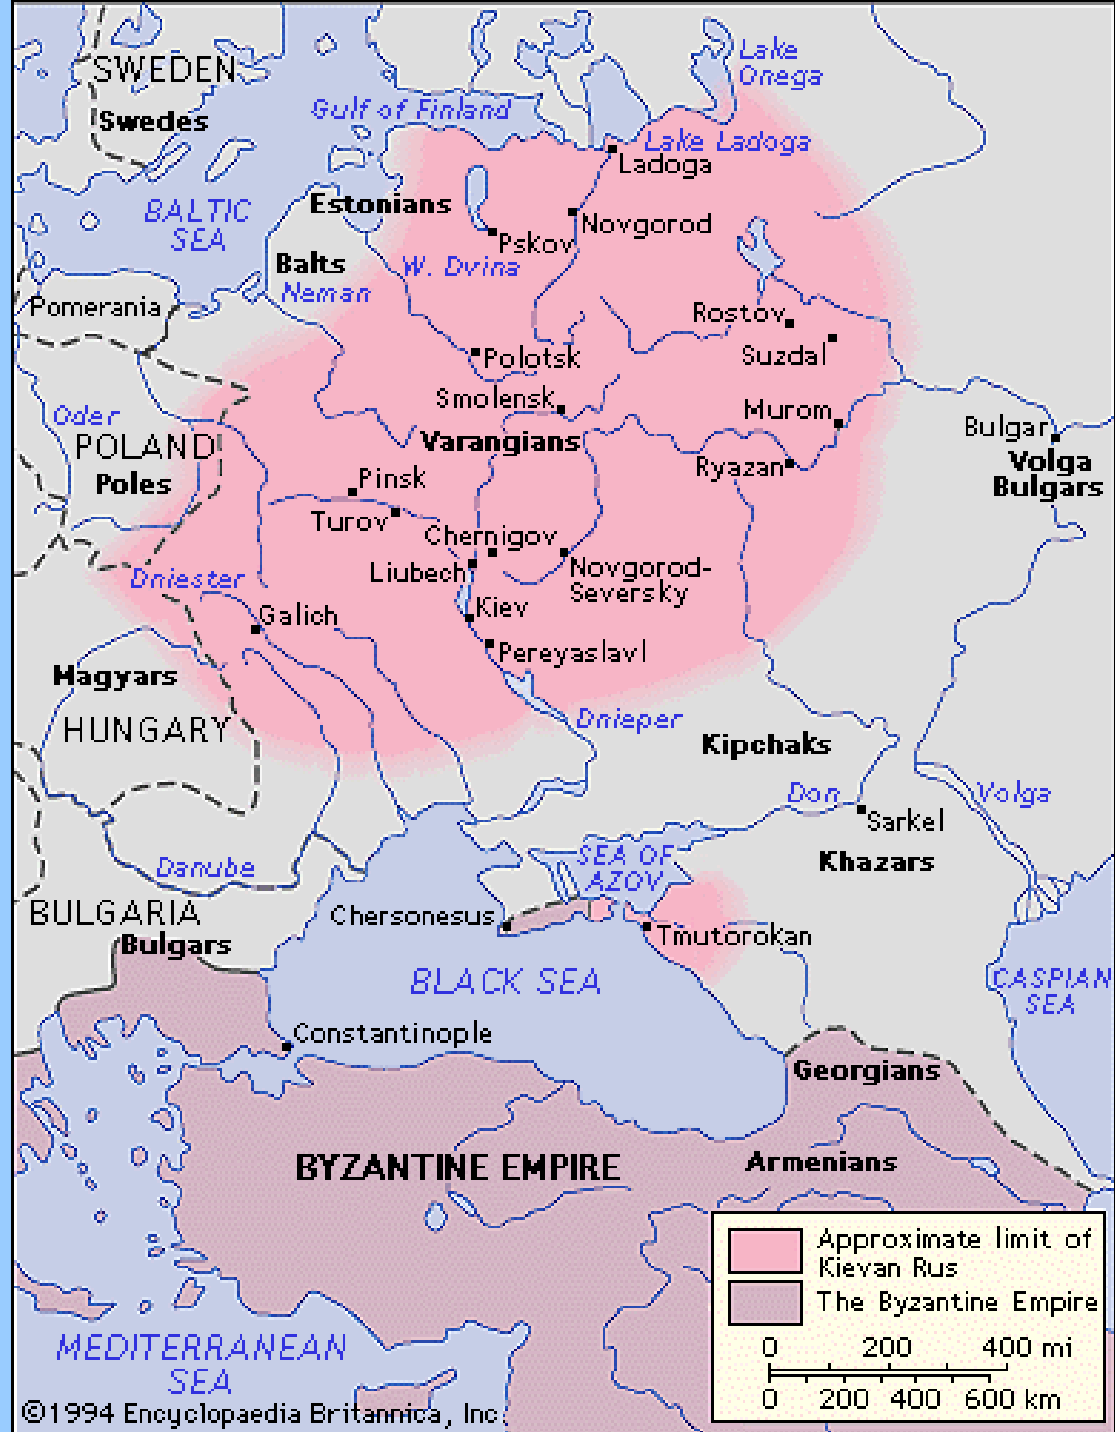 Lake
Onega
SWEDEN
Swedes
Gulf of Finland
Lake Ladoga
Ladoga
Estonians
BALTIC
SEA
Novgorod
Pskov
Balts
W. Dvina
Neman
Pomerania
Rostov
Suzdal
Polotsk
Smolensk
Oder
Murom
Bulgar
POLAND
Varangians
Volga
Bulgars
Poles
Ryazan
Pinsk
Turov
Chernigov
Liubech
Novgorod-
Seversky
Dniester
Galich
Kiev
Pereyaslavl
Magyars
HUNGARY
Dnieper
Kipchaks
Don
Volga
Sarkel
SEA OF
AZOV
Khazars
Danube
BULGARIA
Bulgars
Chersonesus
Tmutorokan
BLACK SEA
CASPIAN
SEA
Constantinople
Georgians
BYZANTINE EMPIRE
Armenians
Approximate limit of
Kievan Rus
The Byzantine Empire
0 200 400 mi
0 200 400 600 km
MEDITERRANEAN
SEA
©1994 Encyclopaedia Britannica, Inc.